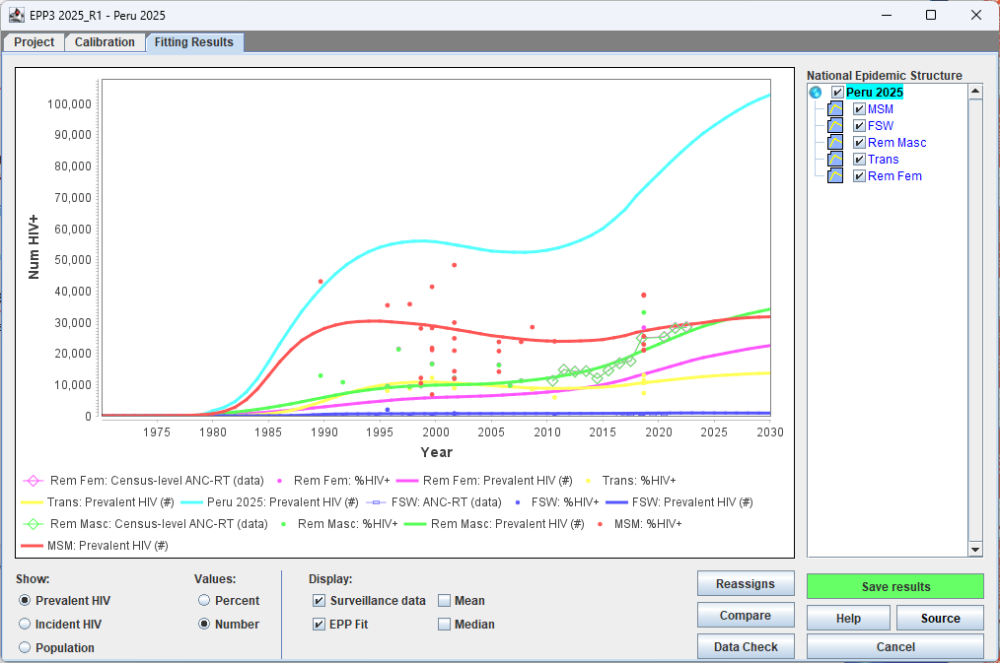 EPP3 2025_R1 - Peru 2025
Project Calibration Fitting Results
National Epidemic Structure
Peru 2025
MSM
FSW
Rem Masc
Trans
Rem Fem
Num HIV+
100,000
90,000
80,000
70,000
60,000
50,000
40,000
30,000
20,000
10,000
0
1975 1980 1985 1990 1995 2000 2005 2010 2015 2020 2025 2030
Year
Rem Fem: Census-level ANC-RT (data) Rem Fem: %HIV+ Rem Fem: Prevalent HIV (#) Trans: %HIV+
Trans: Prevalent HIV (#) Peru 2025: Prevalent HIV (#) FSW: ANC-RT (data) FSW: %HIV+ FSW: Prevalent HIV (#)
Rem Masc: Census-level ANC-RT (data) Rem Masc: %HIV+ Rem Masc: Prevalent HIV (#) MSM: %HIV+
MSM: Prevalent HIV (#)
Show: Values: Display:
Prevalent HIV Percent Surveillance data Mean
Incident HIV Number EPP Fit Median
Population
Reassigns
Compare
Data Check
Save results
Help Source
Cancel